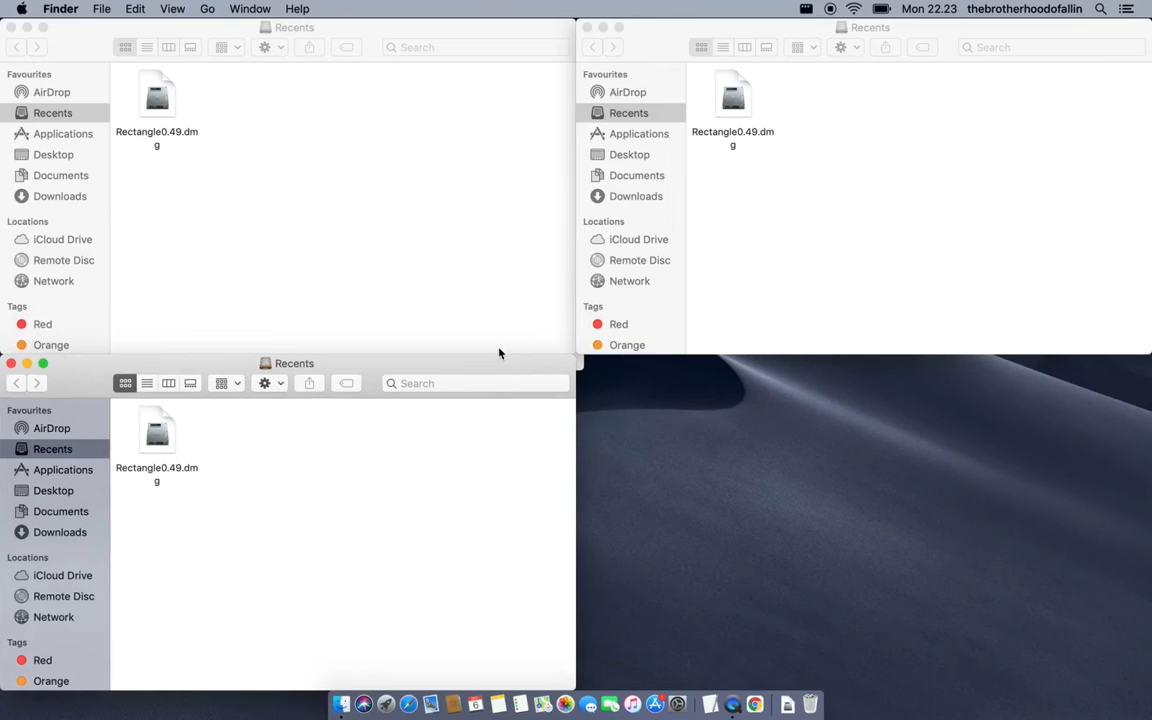 Finder File Edit View Go Window Help Mon 22.23 thebrotherhoodofallin
Recents
Search
Favourites
AirDrop
Recents
Applications
Desktop
Documents
Downloads
Locations
iCloud Drive
Remote Disc
Network
Tags
Red
Orange
Rectangle0.49.dm
g
Recents
Search
Favourites
AirDrop
Recents
Applications
Desktop
Documents
Downloads
Locations
iCloud Drive
Remote Disc
Network
Tags
Red
Orange
Rectangle0.49.dm
g
Recents
Search
Favourites
AirDrop
Recents
Applications
Desktop
Documents
Downloads
Locations
iCloud Drive
Remote Disc
Network
Tags
Red
Orange
Rectangle0.49.dm
g
6